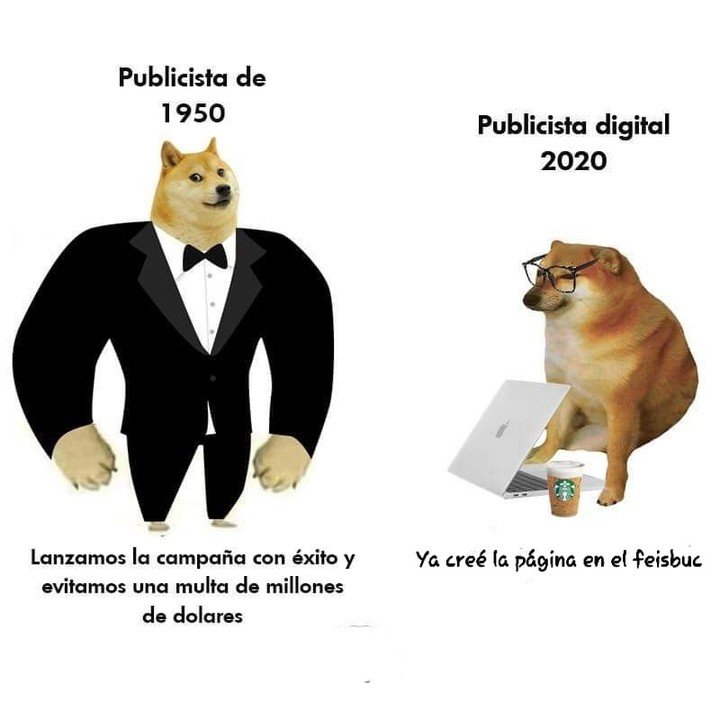 Publicista de
1950
Publicista digital
2020
Lanzamos la campaña con éxito y
evitamos una multa de millones
de dolares
Ya creé la página en el feisbuc